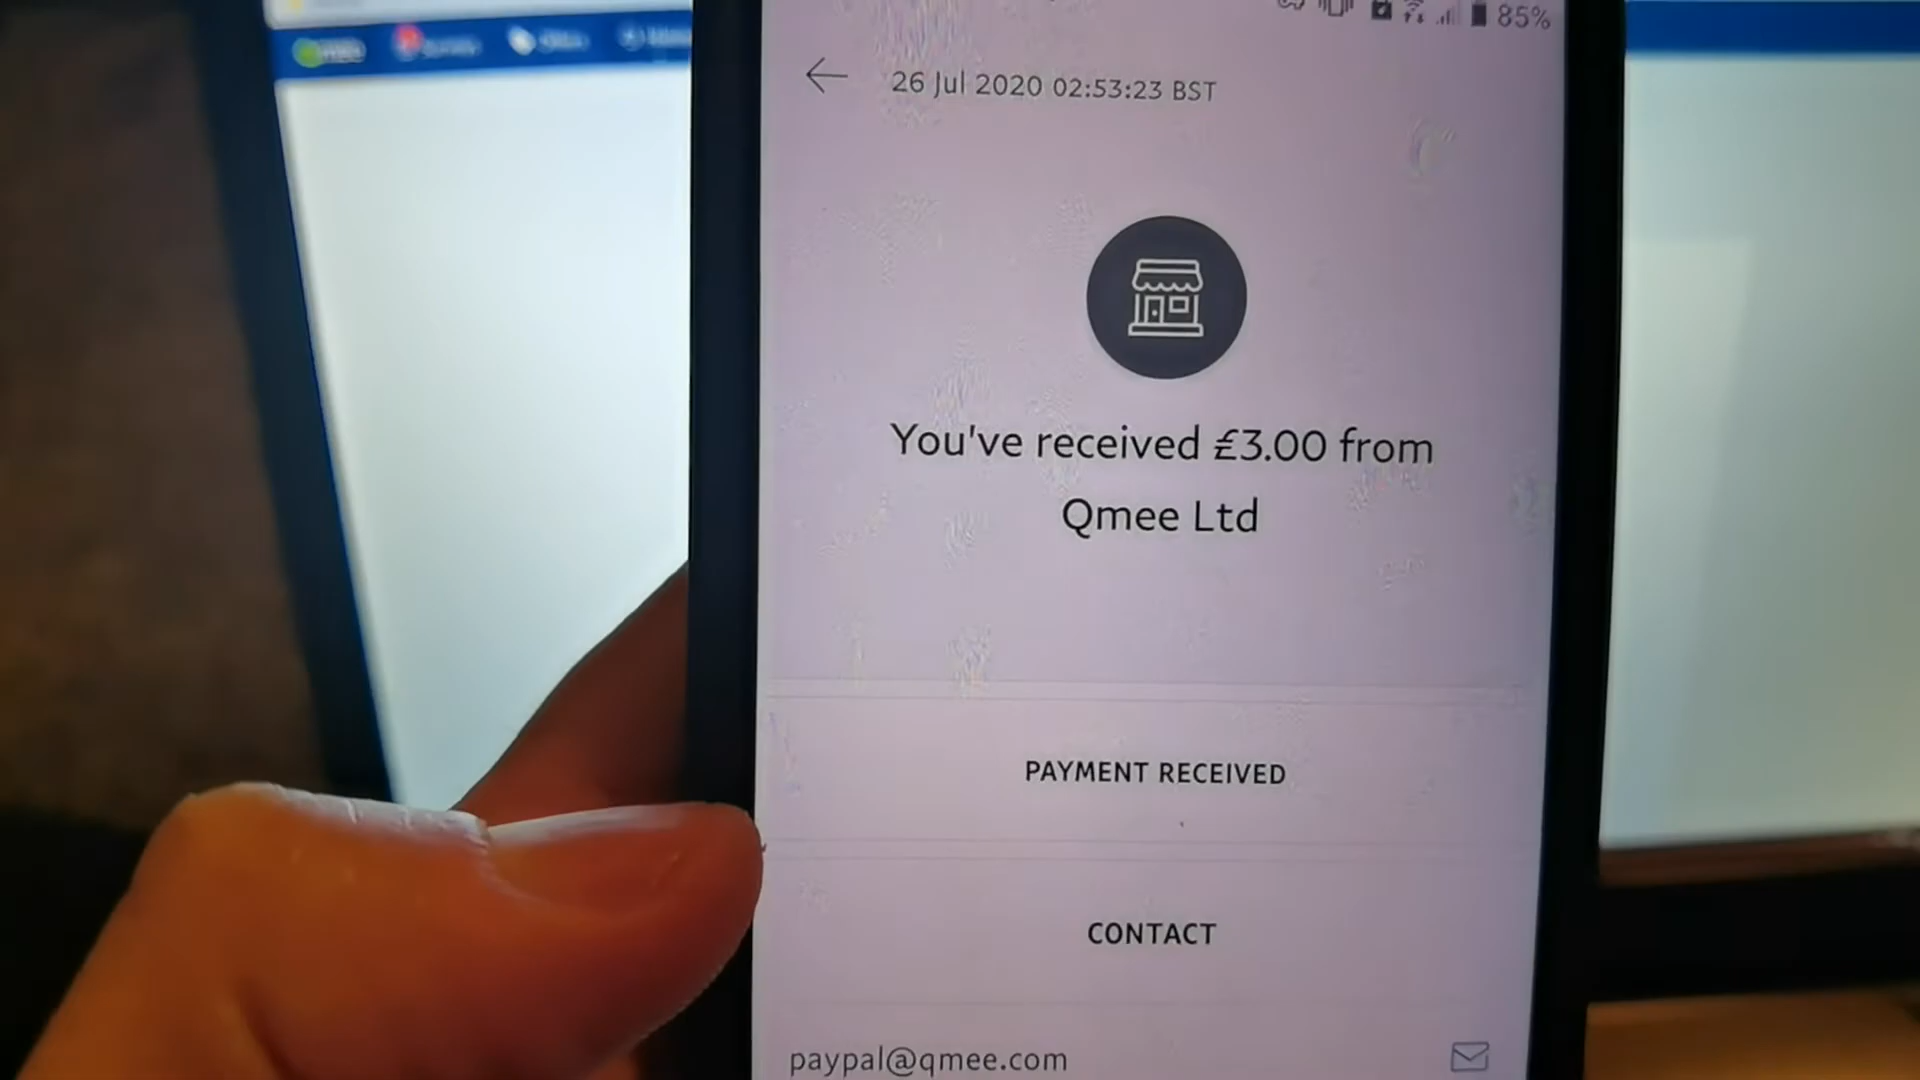 85%
26 Jul 2020 02:53:23 BST
You've received £3.00 from
Qmee Ltd
PAYMENT RECEIVED
CONTACT
paypal@qmee.com